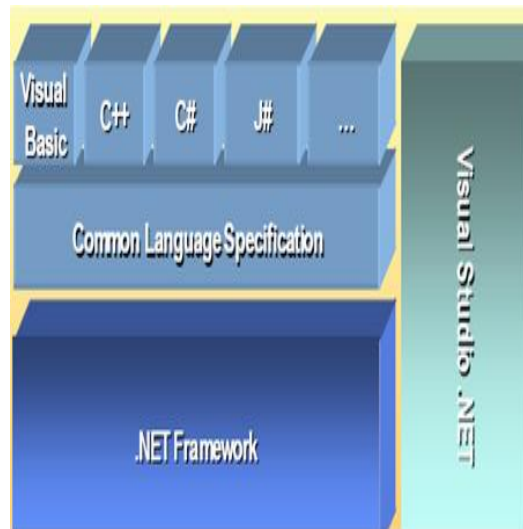 Visual
Basic
C++
C#
J#
...
Common Language Specification
.NET Framework
Visual Studio .NET